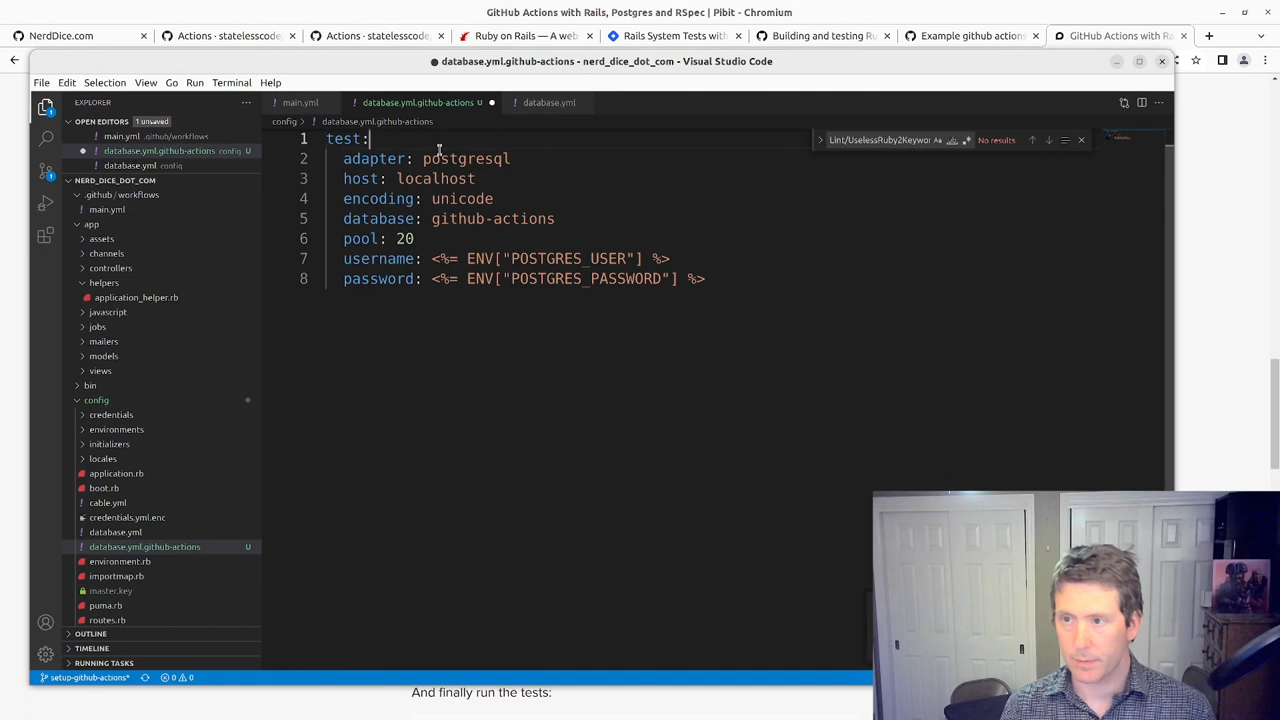 GitHub Actions with Rails, Postgres and RSpec | Pibit - Chromium
NerdDice.com
Actions · statelesscode
Actions · statelesscode
Ruby on Rails — A web
Rails System Tests with
Building and testing Ru
Example github actions
GitHub Actions with Rails
database.yml.github-actions - nerd_dice_dot_com - Visual Studio Code
File Edit Selection View Go Run Terminal Help
EXPLORER
main.yml
database.yml.github-actions U
database.yml
OPEN EDITORS 1 unsaved
config > ! database.yml.github-actions
main.yml .github/workflows
database.yml.github-actions config U
database.yml config
NERD_DICE_DOT_COM
.github/workflows
main.yml
app
assets
channels
controllers
helpers
application_helper.rb
javascript
jobs
mailers
models
views
bin
config
credentials
environments
initializers
locales
application.rb
boot.rb
cable.yml
credentials.yml.enc
database.yml
database.yml.github-actions U
environment.rb
importmap.rb
master.key
puma.rb
routes.rb
OUTLINE
TIMELINE
RUNNING TASKS
1 test:
2 adapter: postgresql
3 host: localhost
4 encoding: unicode
5 database: github-actions
6 pool: 20
7 username: <%= ENV["POSTGRES_USER"] %>
8 password: <%= ENV["POSTGRES_PASSWORD"] %>
Lint/UselessRuby2Keywor
No results
setup-github-actions* 0 0
And finally run the tests: